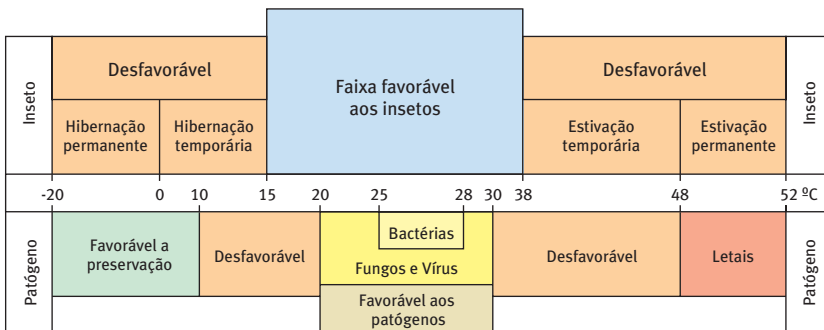 Inseto
Desfavorável
Hibernação
permanente
Hibernação
temporária
Faixa favorável
aos insetos
Desfavorável
Estivação
temporária
Estivação
permanente
Inseto
-20 0 10 15 20 25 28 30 38 48 52 ºC
Patógeno
Favorável a
preservação
Desfavorável
Bactérias
Fungos e Vírus
Favorável aos
patógenos
Desfavorável
Letais
Patógeno